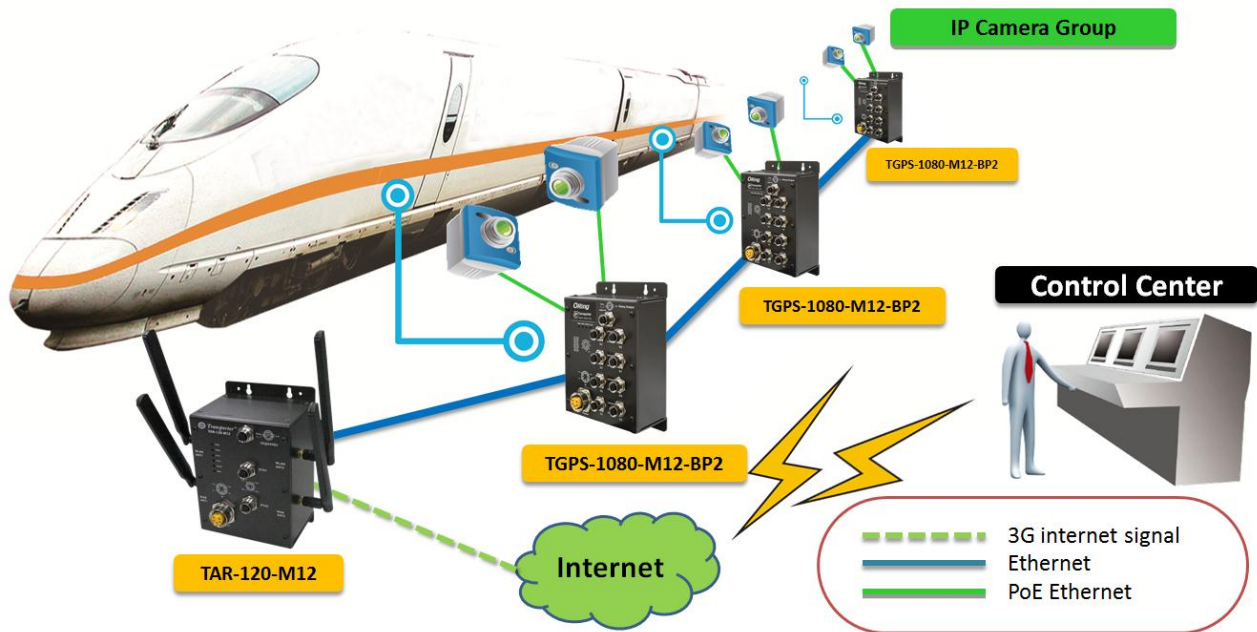 IP Camera Group
TGPS-1080-M12-BP2
TGPS-1080-M12-BP2
Control Center
TGPS-1080-M12-BP2
TAR-120-M12
Internet
3G internet signal
Ethernet
PoE Ethernet